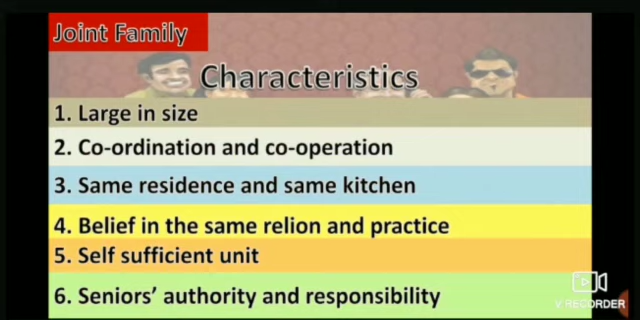 Joint Family
Characteristics
1. Large in size
2. Co-ordination and co-operation
3. Same residence and same kitchen
4. Belief in the same relion and practice
5. Self sufficient unit
6. Seniors' authority and responsibility
V RECORDER